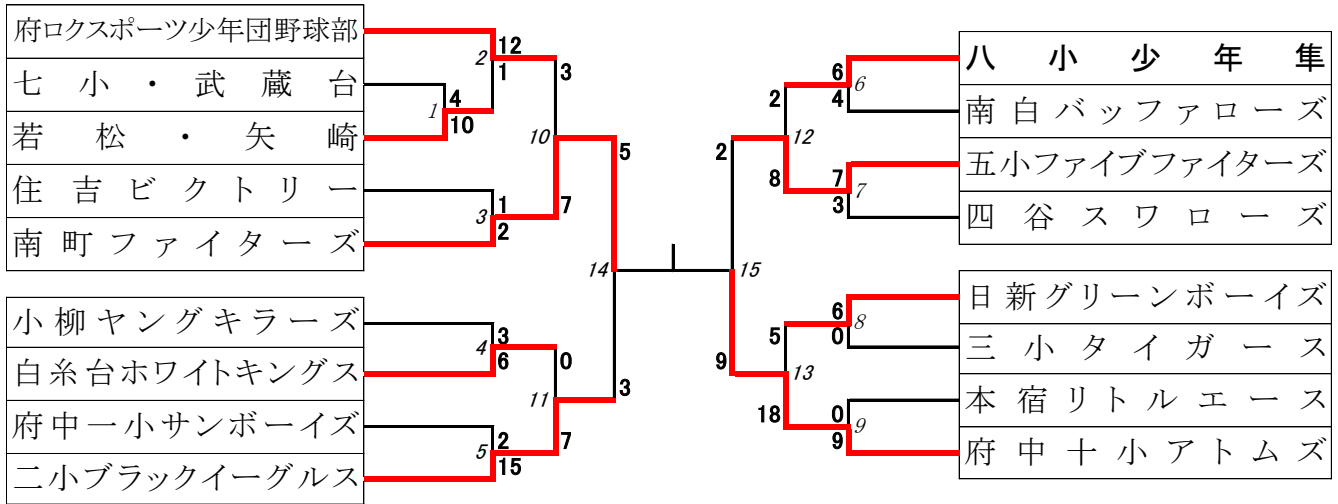 府ロクスポーツ少年団野球部
七小・武蔵台
若松・矢崎
住吉ビクトリー
南町ファイターズ
小柳ヤングキラーズ
白糸台ホワイトキングス
府中一小サンボーイズ
二小ブラックイーグルス
2
12
1
1
4
10
3
1
2
10
3
7
4
3
6
5
2
15
11
0
7
14
5
3
15
2
9
12
2
8
6
6
4
7
7
3
13
5
18
8
6
0
9
0
9
八小少年隼
南白バッファローズ
五小ファイブファイターズ
四谷スワローズ
日新グリーンボーイズ
三小タイガース
本宿リトルエース
府中十小アトムズ